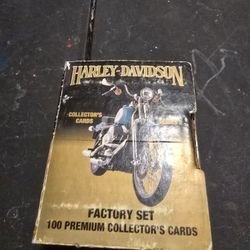 HARLEY-DAVIDSON
COLLECTOR'S
CARDS
FACTORY SET
100 PREMIUM COLLECTOR'S CARDS